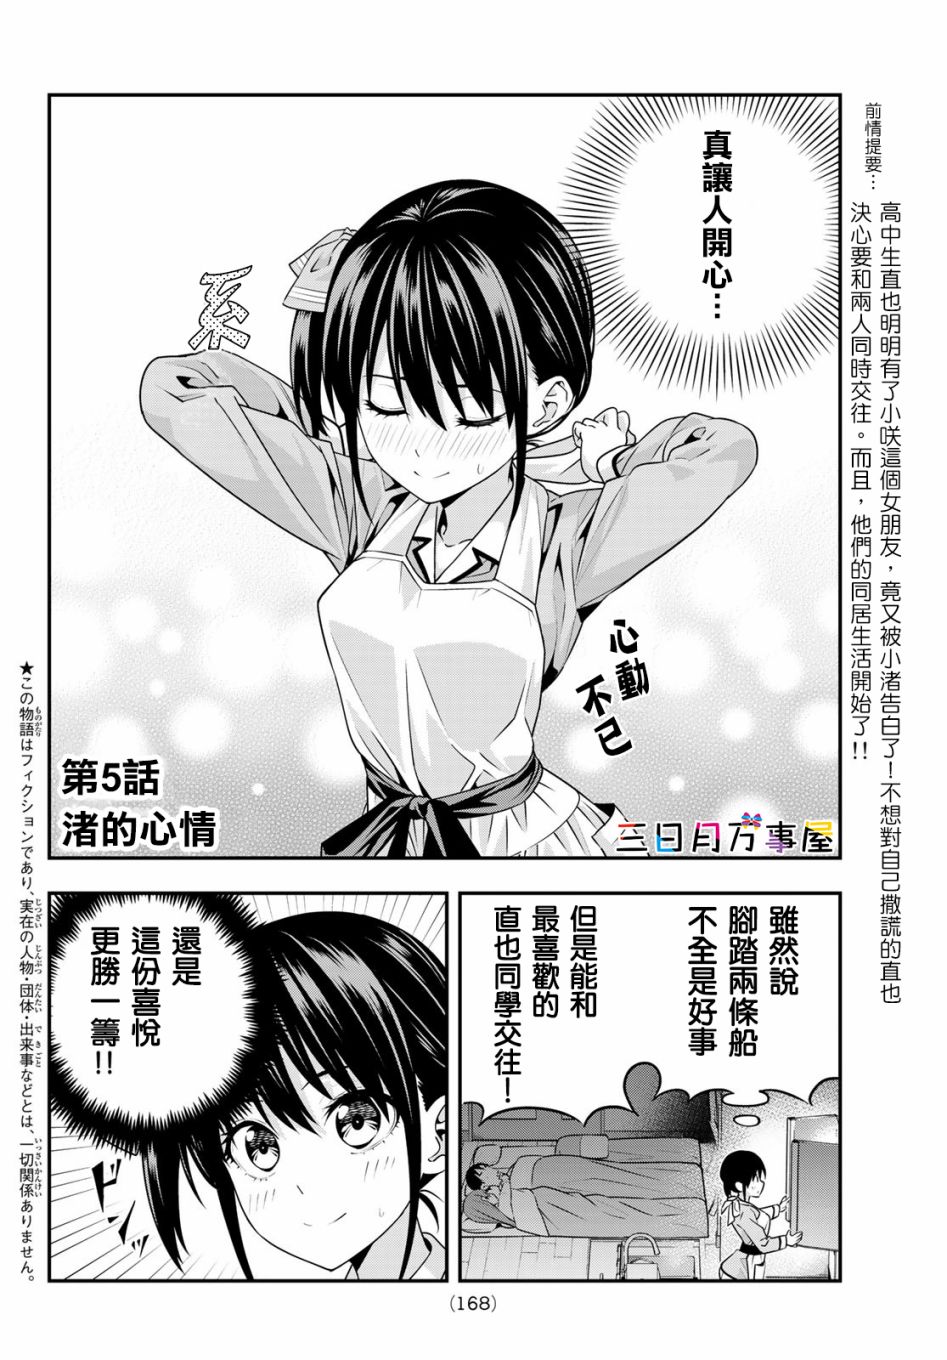 前情提要…
高中生直也明明有了小咲這個女朋友，竟又被小渚告白了！不想對自己撒謊的直也
決心要和兩人同時交往。而且，他們的同居生活開始了!!
真讓人開心…
系
心動
不已
第5話
渚的心情
三日月万事屋
雖然說
腳踏兩條船
不全是好事
但是能和
最喜歡的
直也同學交往！
還是
這份喜悅
更勝一籌!!
★この物語はフィクションであり、実在の人物・団体・出来事などとは、一切関係ありません。
(168)